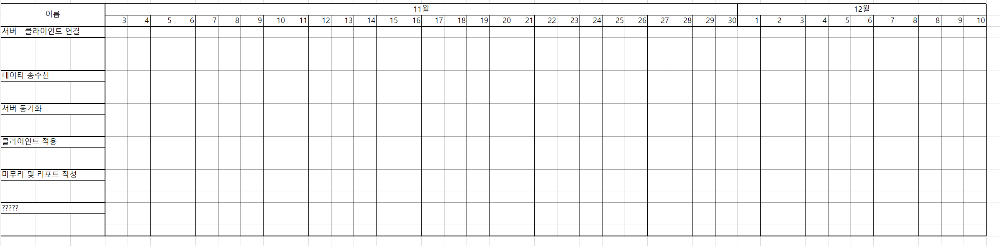 이름 11월 12월
3 4 5 6 7 8 9 10 11 12 13 14 15 16 17 18 19 20 21 22 23 24 25 26 27 28 29 30 1 2 3 4 5 6 7 8 8 9 10
서버 - 클라이언트 연결
데이터 송수신
서버 동기화
클라이언트 적용
마무리 및 리포트 작성
?????